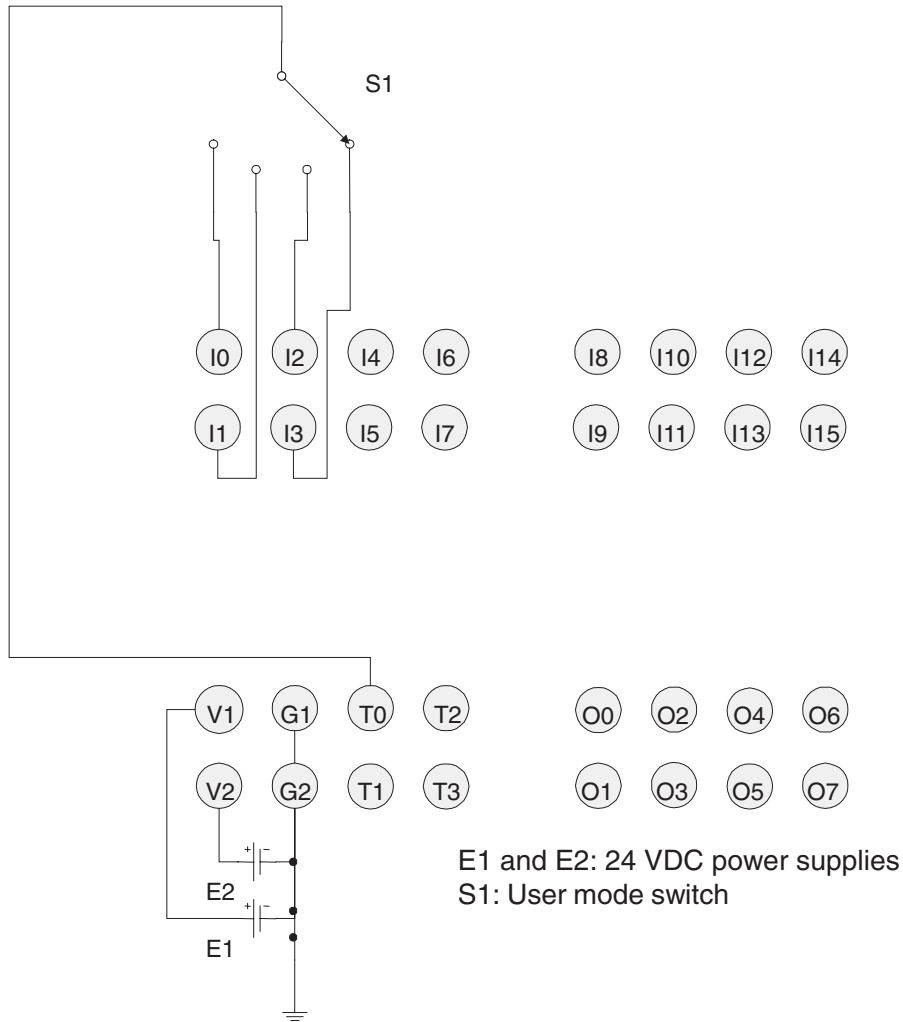 S1
I0 I2 I4 I6 I8 I10 I12 I14
I1 I3 I5 I7 I9 I11 I13 I15
V1 G1 T0 T2 O0 O2 O4 O6
V2 G2 T1 T3 O1 O3 O5 O7
+ −
E2
+ −
E1
E1 and E2: 24 VDC power supplies
S1: User mode switch